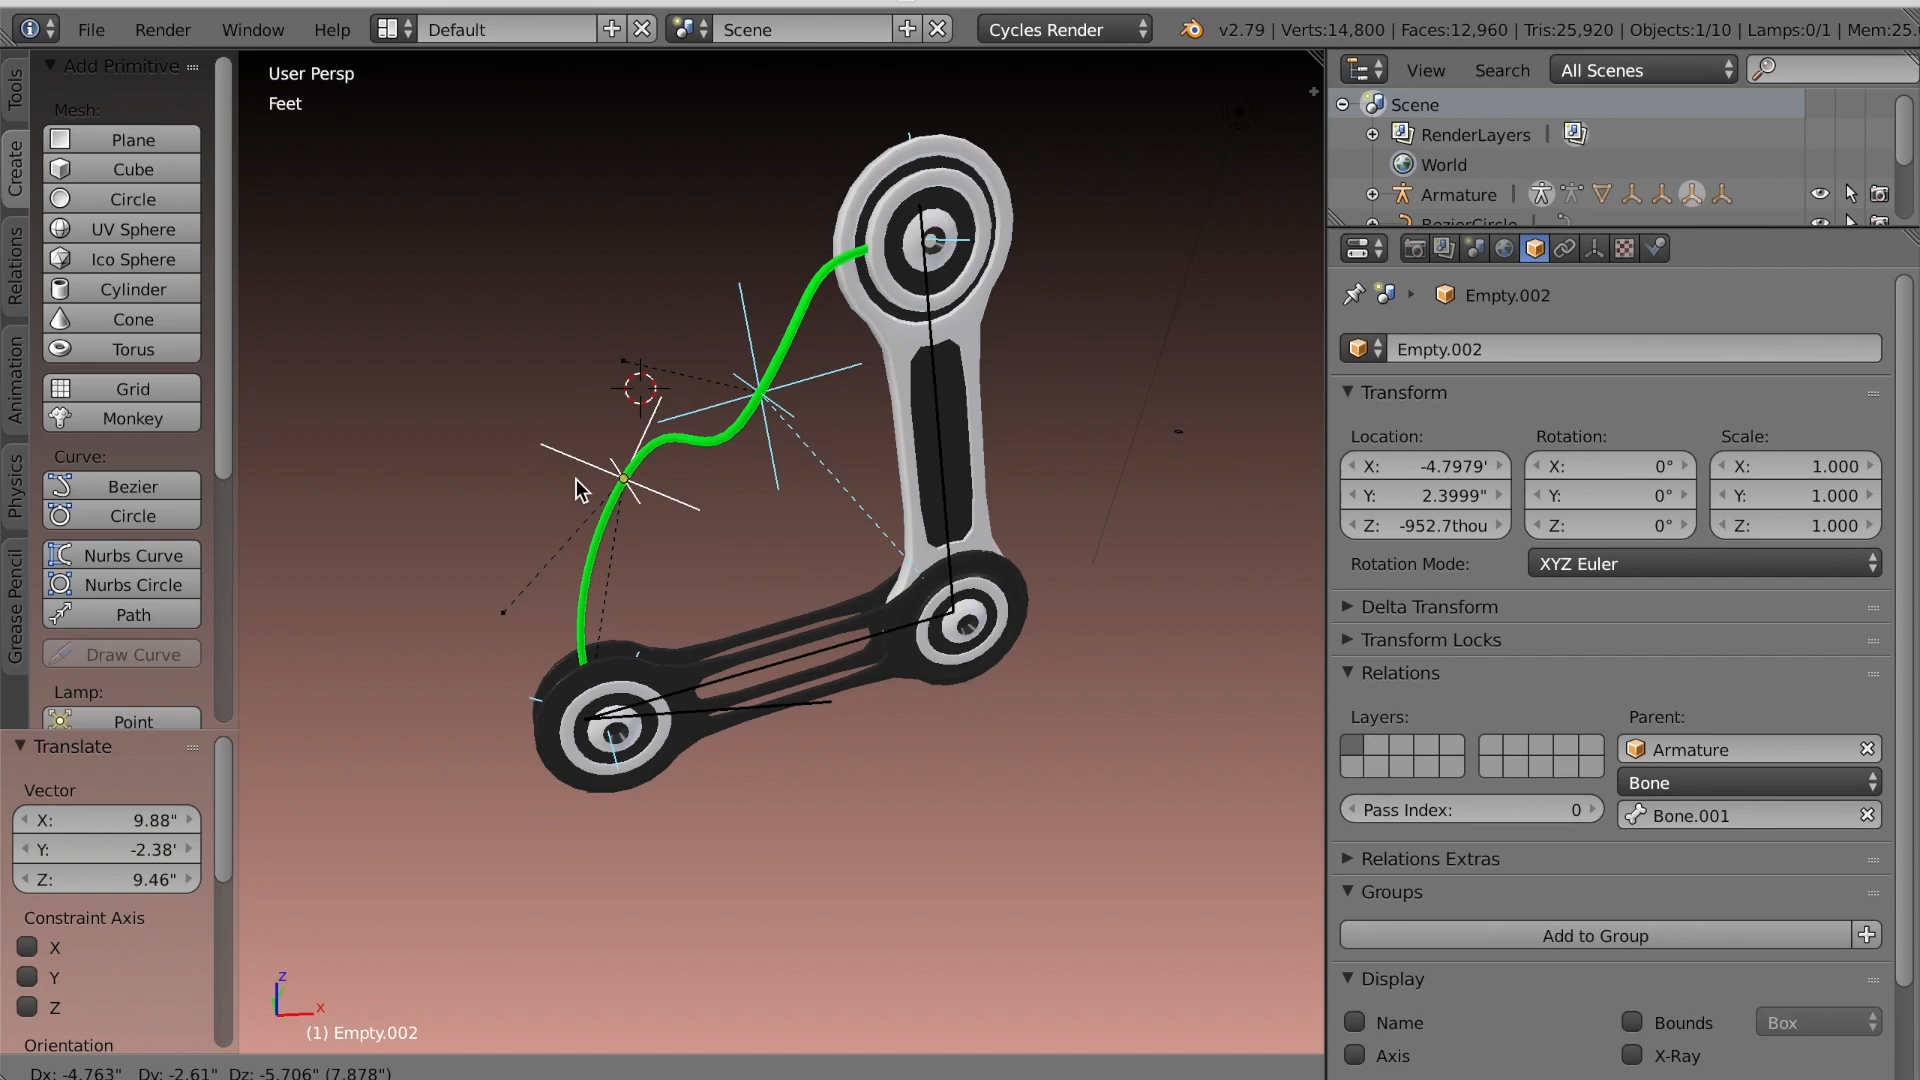 File Render Window Help Default Scene Cycles Render v2.79 | Verts:14,800 | Faces:12,960 | Tris:25,920 | Objects:1/10 | Lamps:0/1 | Mem:25.
Tools
Create
Relations
Animation
Physics
Grease Pencil
Add Primitive
Mesh:
Plane
Cube
Circle
UV Sphere
Ico Sphere
Cylinder
Cone
Torus
Grid
Monkey
Curve:
Bezier
Circle
Nurbs Curve
Nurbs Circle
Path
Draw Curve
Lamp:
Point
Translate
Vector
X: 9.88"
Y: -2.38'
Z: 9.46"
Constraint Axis
X
Y
Z
Orientation
User Persp
Feet
Z
X
(1) Empty.002
Dx: -4.763" Dy: -2.61" Dz: -5.706" (7.878")
View Search All Scenes
Scene
RenderLayers
World
Armature
BezierCircle
Empty.002
Empty.002
Transform
Location: Rotation: Scale:
X: -4.7979' X: 0° X: 1.000
Y: 2.3999" Y: 0° Y: 1.000
Z: -952.7thou Z: 0° Z: 1.000
Rotation Mode: XYZ Euler
Delta Transform
Transform Locks
Relations
Layers: Parent:
Armature
Bone
Pass Index: 0 Bone.001
Relations Extras
Groups
Add to Group
Display
Name Bounds Box
Axis X-Ray